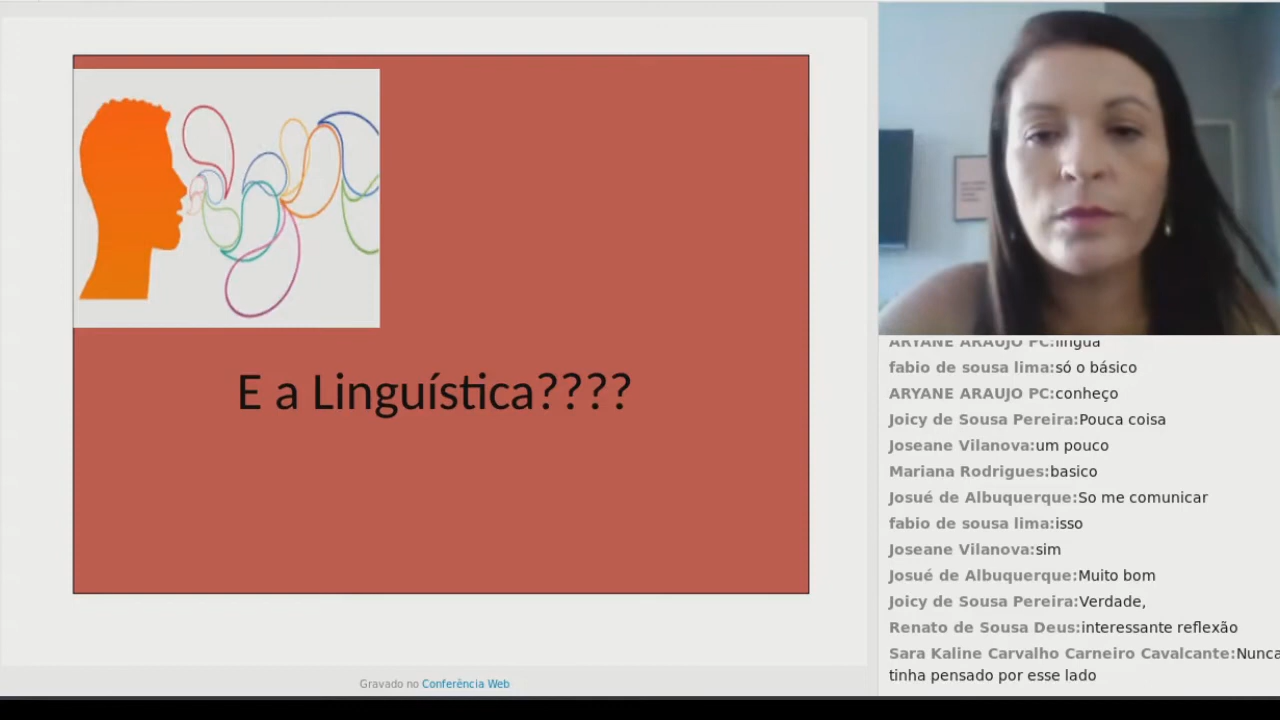 E a Linguística????
Gravado no Conferência Web
ARYANE ARAUJO PC:lingua
fabio de sousa lima:só o básico
ARYANE ARAUJO PC:conheço
Joicy de Sousa Pereira:Pouca coisa
Joseane Vilanova:um pouco
Mariana Rodrigues:basico
Josué de Albuquerque:So me comunicar
fabio de sousa lima:isso
Joseane Vilanova:sim
Josué de Albuquerque:Muito bom
Joicy de Sousa Pereira:Verdade,
Renato de Sousa Deus:interessante reflexão
Sara Kaline Carvalho Carneiro Cavalcante:Nunca
tinha pensado por esse lado